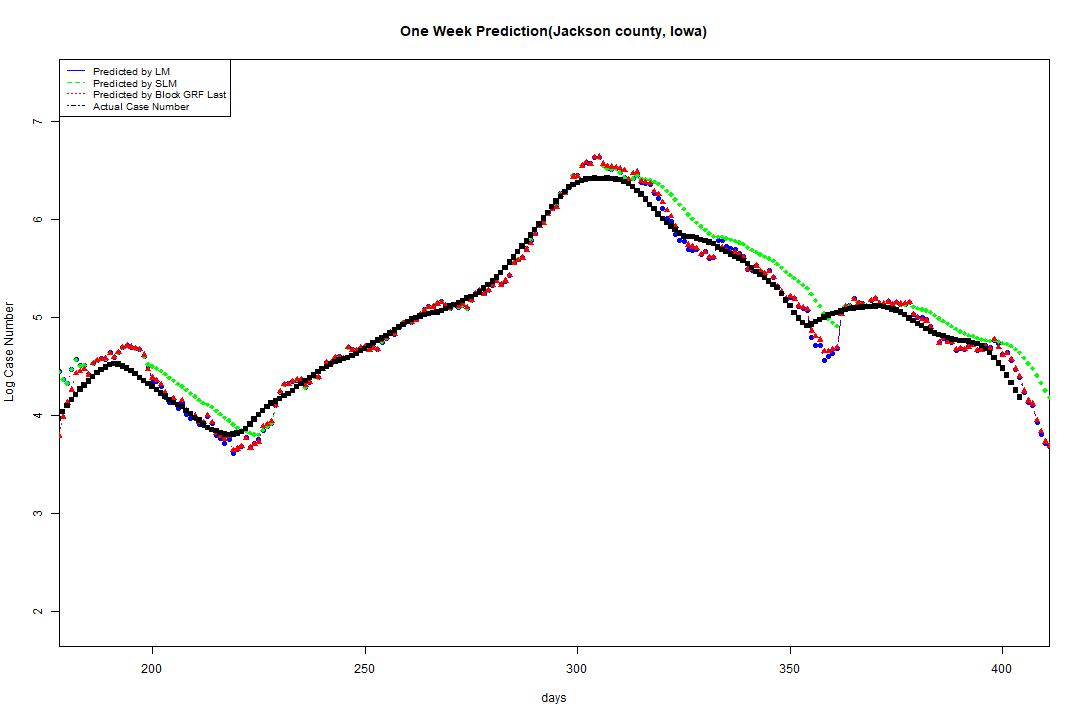 One Week Prediction(Jackson county, Iowa)
Predicted by LM
Predicted by SLM
Predicted by Block GRF Last
Actual Case Number
Log Case Number
7
6
5
4
3
2
200 250 300 350 400
days